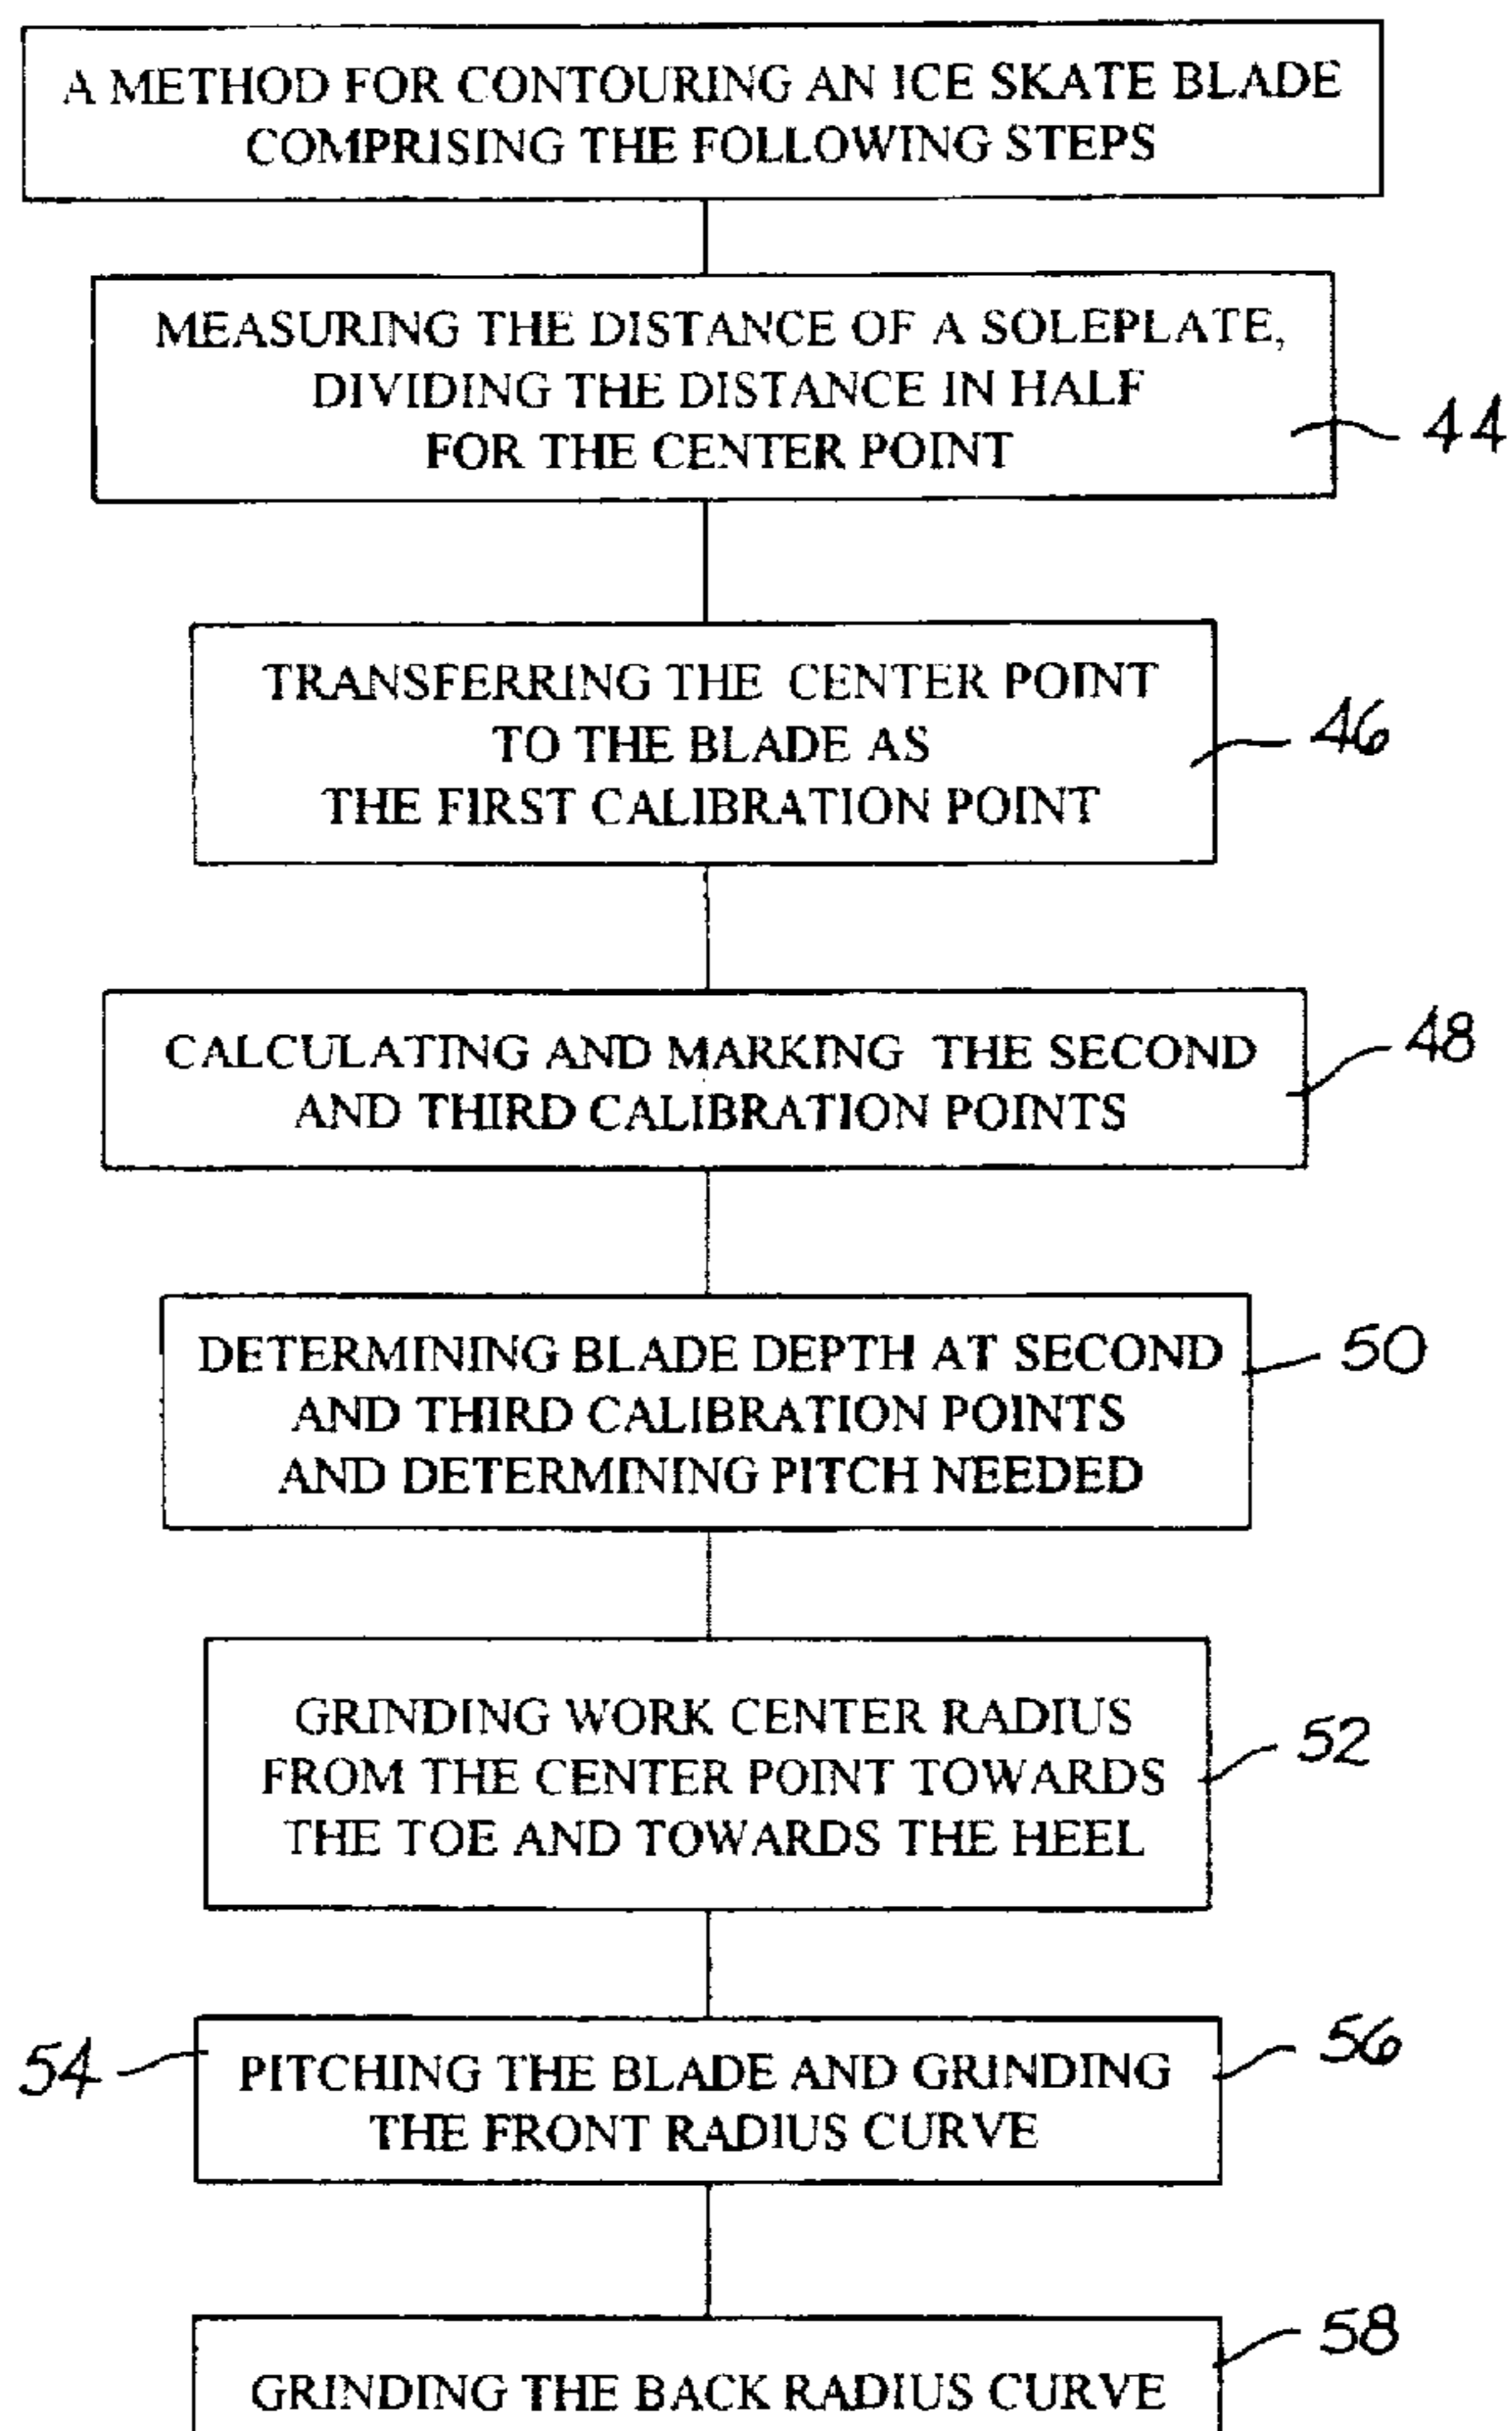 A METHOD FOR CONTOURING AN ICE SKATE BLADE
COMPRISING THE FOLLOWING STEPS
MEASURING THE DISTANCE OF A SOLEPLATE,
DIVIDING THE DISTANCE IN HALF
FOR THE CENTER POINT
44
TRANSFERRING THE CENTER POINT
TO THE BLADE AS
THE FIRST CALIBRATION POINT
46
CALCULATING AND MARKING THE SECOND
AND THIRD CALIBRATION POINTS
48
DETERMINING BLADE DEPTH AT SECOND
AND THIRD CALIBRATION POINTS
AND DETERMINING PITCH NEEDED
50
GRINDING WORK CENTER RADIUS
FROM THE CENTER POINT TOWARDS
THE TOE AND TOWARDS THE HEEL
52
54
PITCHING THE BLADE AND GRINDING
THE FRONT RADIUS CURVE
56
GRINDING THE BACK RADIUS CURVE
58